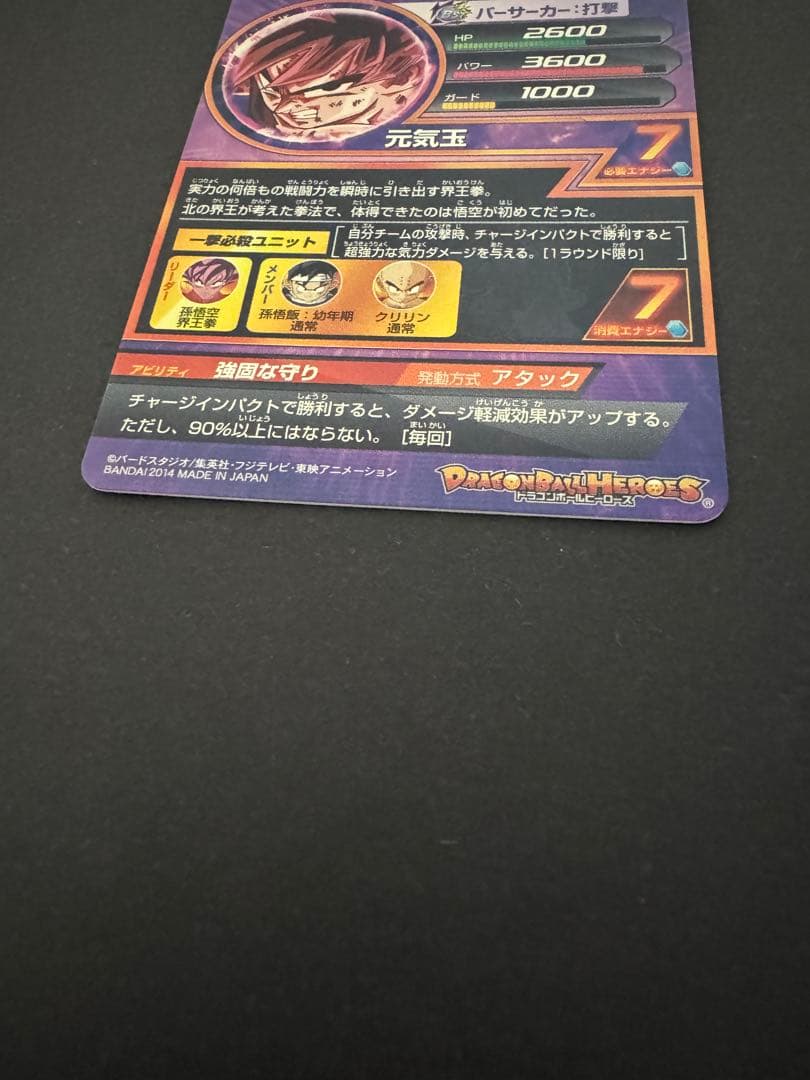 バーサーカー：打撃
HP 2600
パワー 3600
ガード 1000
元気玉
7
必要エナジー
実力の何倍もの戦闘力を瞬時に引き出す界王拳。
北の界王が考えた拳法で、体得できたのは悟空が初めてだった。
一撃必殺ユニット
自分チームの攻撃時、チャージインパクトで勝利すると
超強力な気力ダメージを与える。[1ラウンド限り]
リーダー
孫悟空
界王拳
メンバー
孫悟飯：幼年期
通常
クリリン
通常
7
消費エナジー
アビリティ 強固な守り 発動方式 アタック
チャージインパクトで勝利すると、ダメージ軽減効果がアップする。
ただし、90%以上にはならない。[毎回]
©バードスタジオ/集英社・フジテレビ・東映アニメーション
BANDAI 2014 MADE IN JAPAN
DRAGONBALL HEROES
ドラゴンボールヒーローズ
®